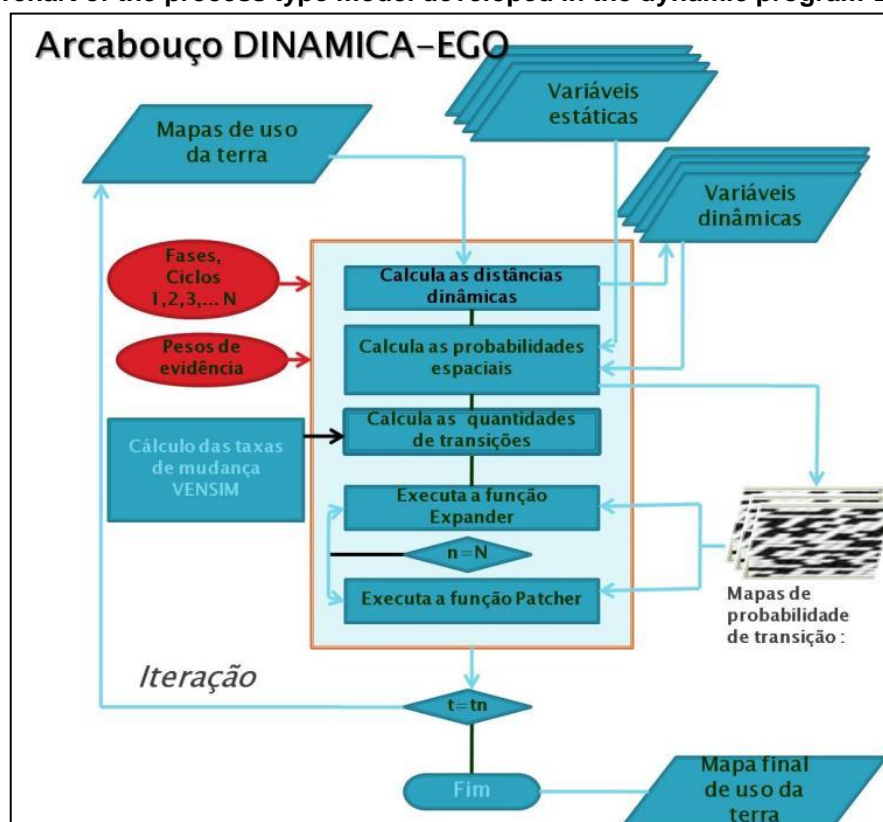 Arcabouço DINAMICA-EGO
Variáveis
estáticas
Mapas de uso
da terra
Variáveis
dinâmicas
Fases,
Ciclos
1,2,3,... N
Calcula as distâncias
dinâmicas
Pesos de
evidência
Calcula as probabilidades
espaciais
Calcula as quantidades
de transições
Cálculo das taxas
de mudança
VENSIM
Executa a função
Expander
n=N
Executa a função Patcher
Mapas de
probabilidade
de transição :
Iteração
t=tn
Fim
Mapa final
de uso da
terra